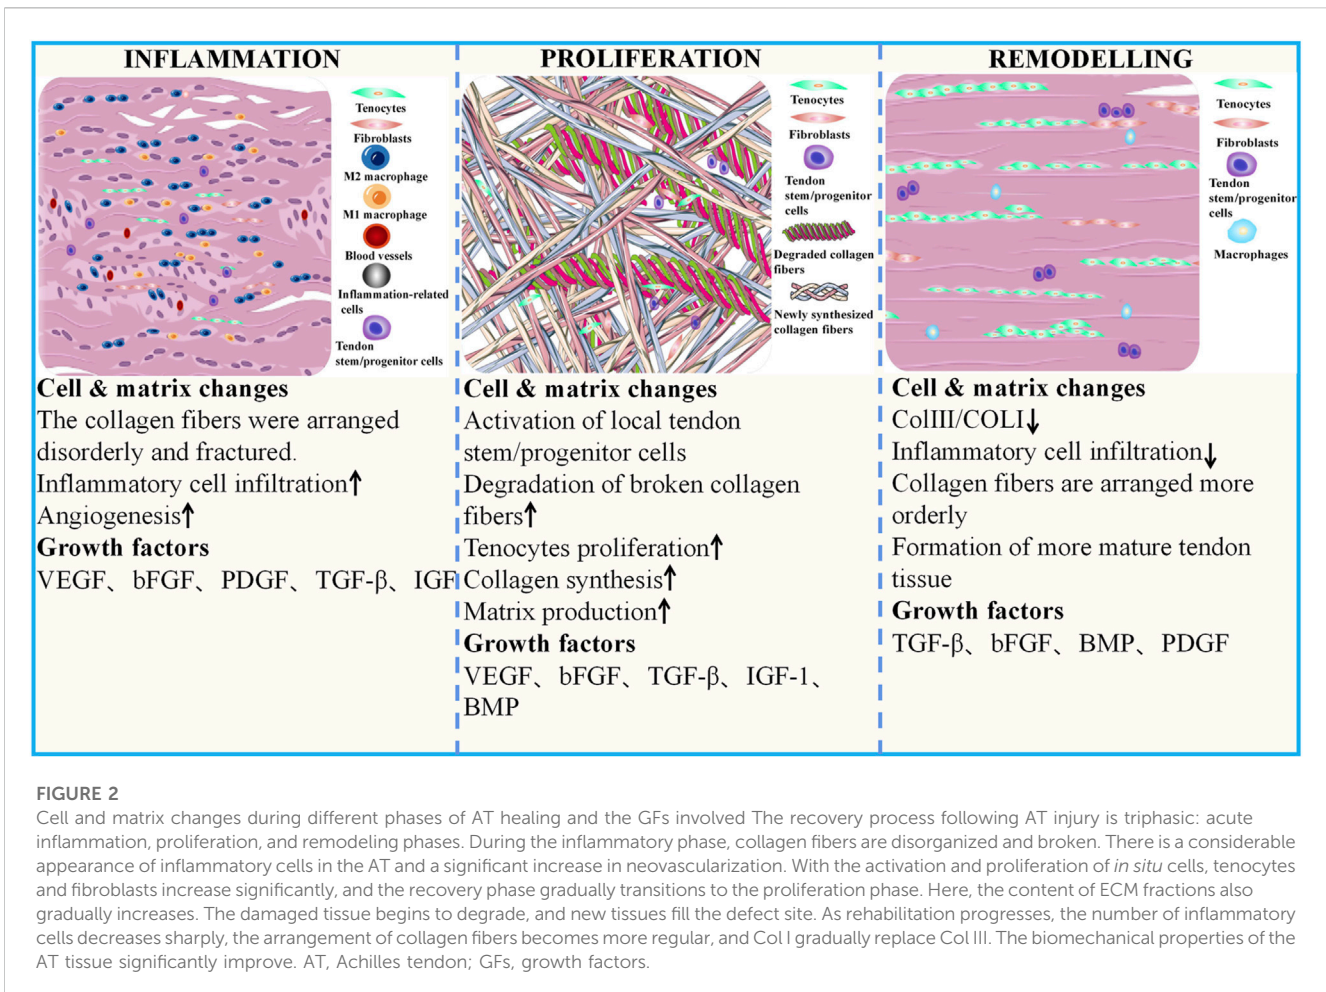 INFLAMMATION
Tenocytes
Fibroblasts
M2 macrophage
M1 macrophage
Blood vessels
Inflammation-related
cells
Tendon
stem/progenitor cells
Cell & matrix changes
The collagen fibers were arranged
disorderly and fractured.
Inflammatory cell infiltration↑
Angiogenesis↑
Growth factors
VEGF、bFGF、PDGF、TGF-β、IGF
PROLIFERATION
Tenocytes
Fibroblasts
Tendon
stem/progenitor
cells
Degraded collagen
fibers
Newly synthesized
collagen fibers
Cell & matrix changes
Activation of local tendon
stem/progenitor cells
Degradation of broken collagen
fibers↑
Tenocytes proliferation↑
Collagen synthesis↑
Matrix production↑
Growth factors
VEGF、bFGF、TGF-β、IGF-1、
BMP
REMODELLING
Tenocytes
Fibroblasts
Tendon
stem/progenitor
cells
Macrophages
Cell & matrix changes
ColIII/COLI↓
Inflammatory cell infiltration↓
Collagen fibers are arranged more
orderly
Formation of more mature tendon
tissue
Growth factors
TGF-β、bFGF、BMP、PDGF
FIGURE 2
Cell and matrix changes during different phases of AT healing and the GFs involved The recovery process following AT injury is triphasic: acute
inflammation, proliferation, and remodeling phases. During the inflammatory phase, collagen fibers are disorganized and broken. There is a considerable
appearance of inflammatory cells in the AT and a significant increase in neovascularization. With the activation and proliferation of in situ cells, tenocytes
and fibroblasts increase significantly, and the recovery phase gradually transitions to the proliferation phase. Here, the content of ECM fractions also
gradually increases. The damaged tissue begins to degrade, and new tissues fill the defect site. As rehabilitation progresses, the number of inflammatory
cells decreases sharply, the arrangement of collagen fibers becomes more regular, and Col I gradually replace Col III. The biomechanical properties of the
AT tissue significantly improve. AT, Achilles tendon; GFs, growth factors.